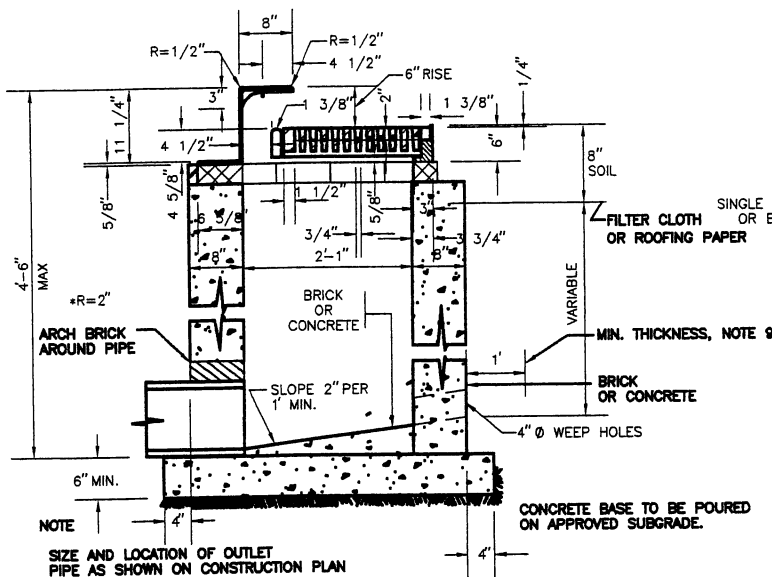 8"
R=1/2"
R=1/2"
4 1/2"
6" RISE
1/4"
3"
1 3/8"
2"
1 3/8"
11 1/4"
4 1/2"
6"
8"
SOIL
5/8"
4 5/8"
1 1/2"
5/8"
3"
6 5/8"
3/4"
3 3/4"
SINGLE
OR B
FILTER CLOTH
OR ROOFING PAPER
8"
2'-1"
8"
4'-6"
MAX
VARIABLE
*R=2"
BRICK
OR
CONCRETE
ARCH BRICK
AROUND PIPE
MIN. THICKNESS, NOTE 9
1'
SLOPE 2" PER
1' MIN.
BRICK
OR CONCRETE
4" Ø WEEP HOLES
6" MIN.
NOTE
4"
CONCRETE BASE TO BE POURED
ON APPROVED SUBGRADE.
SIZE AND LOCATION OF OUTLET
PIPE AS SHOWN ON CONSTRUCTION PLAN
4"